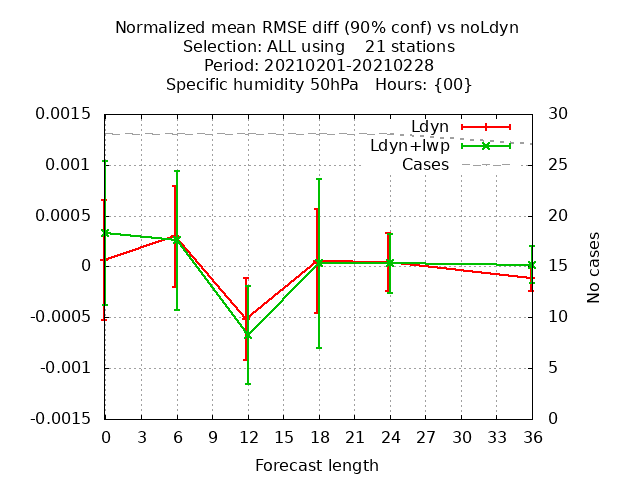 Normalized mean RMSE diff (90% conf) vs noLdyn
Selection: ALL using    21 stations
Period: 20210201-20210228
Specific humidity 50hPa   Hours: {00}
0.0015
0.001
0.0005
0
-0.0005
-0.001
-0.0015
30
25
20
15
10
5
0
Ldyn
Ldyn+lwp
Cases
No cases
0 3 6 9 12 15 18 21 24 27 30 33 36
Forecast length